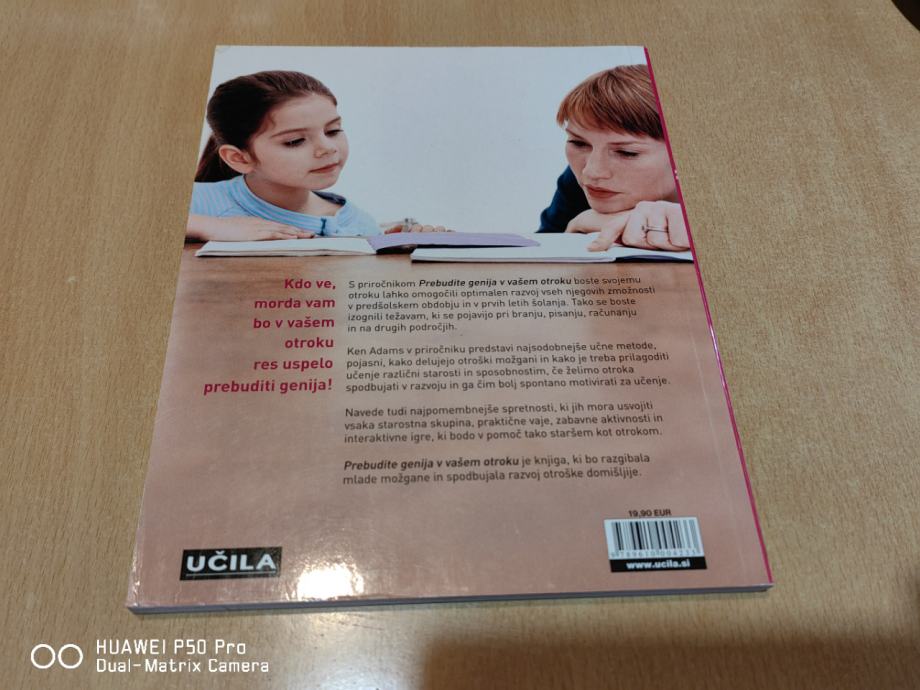 Kdo ve,
morda vam
bo v vašem
otroku
res uspelo
prebuditi genija!
S priročnikom Prebudite genija v vašem otroku boste svojemu
otroku lahko omogočili optimalen razvoj vseh njegovih zmožnosti
v predšolskem obdobju in v prvih letih šolanja. Tako se boste
izognili težavam, ki se pojavijo pri branju, pisanju, računanju
in na drugih področjih.
Ken Adams v priročniku predstavi najsodobnejše učne metode,
pojasni, kako delujejo otroški možgani in kako je treba prilagoditi
učenje različni starosti in sposobnostim, če želimo otroka
spodbujati v razvoju in ga čim bolj spontano motivirati za učenje.
Navede tudi najpomembnejše spretnosti, ki jih mora usvojiti
vsaka starostna skupina, praktične vaje, zabavne aktivnosti in
interaktivne igre, ki bodo v pomoč tako staršem kot otrokom.
Prebudite genija v vašem otroku je knjiga, ki bo razgibala
mlade možgane in spodbujala razvoj otroške domišljije.
19,90 EUR
www.ucila.si
UČILA
HUAWEI P50 Pro
Dual-Matrix Camera